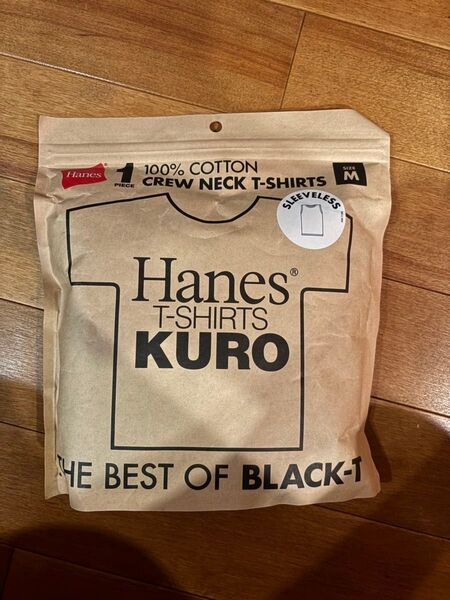 Hanes
1
PIECE
100% COTTON
CREW NECK T-SHIRTS
SIZE
M
SLEEVELESS
Hanes®
T-SHIRTS
KURO
THE BEST OF BLACK-T